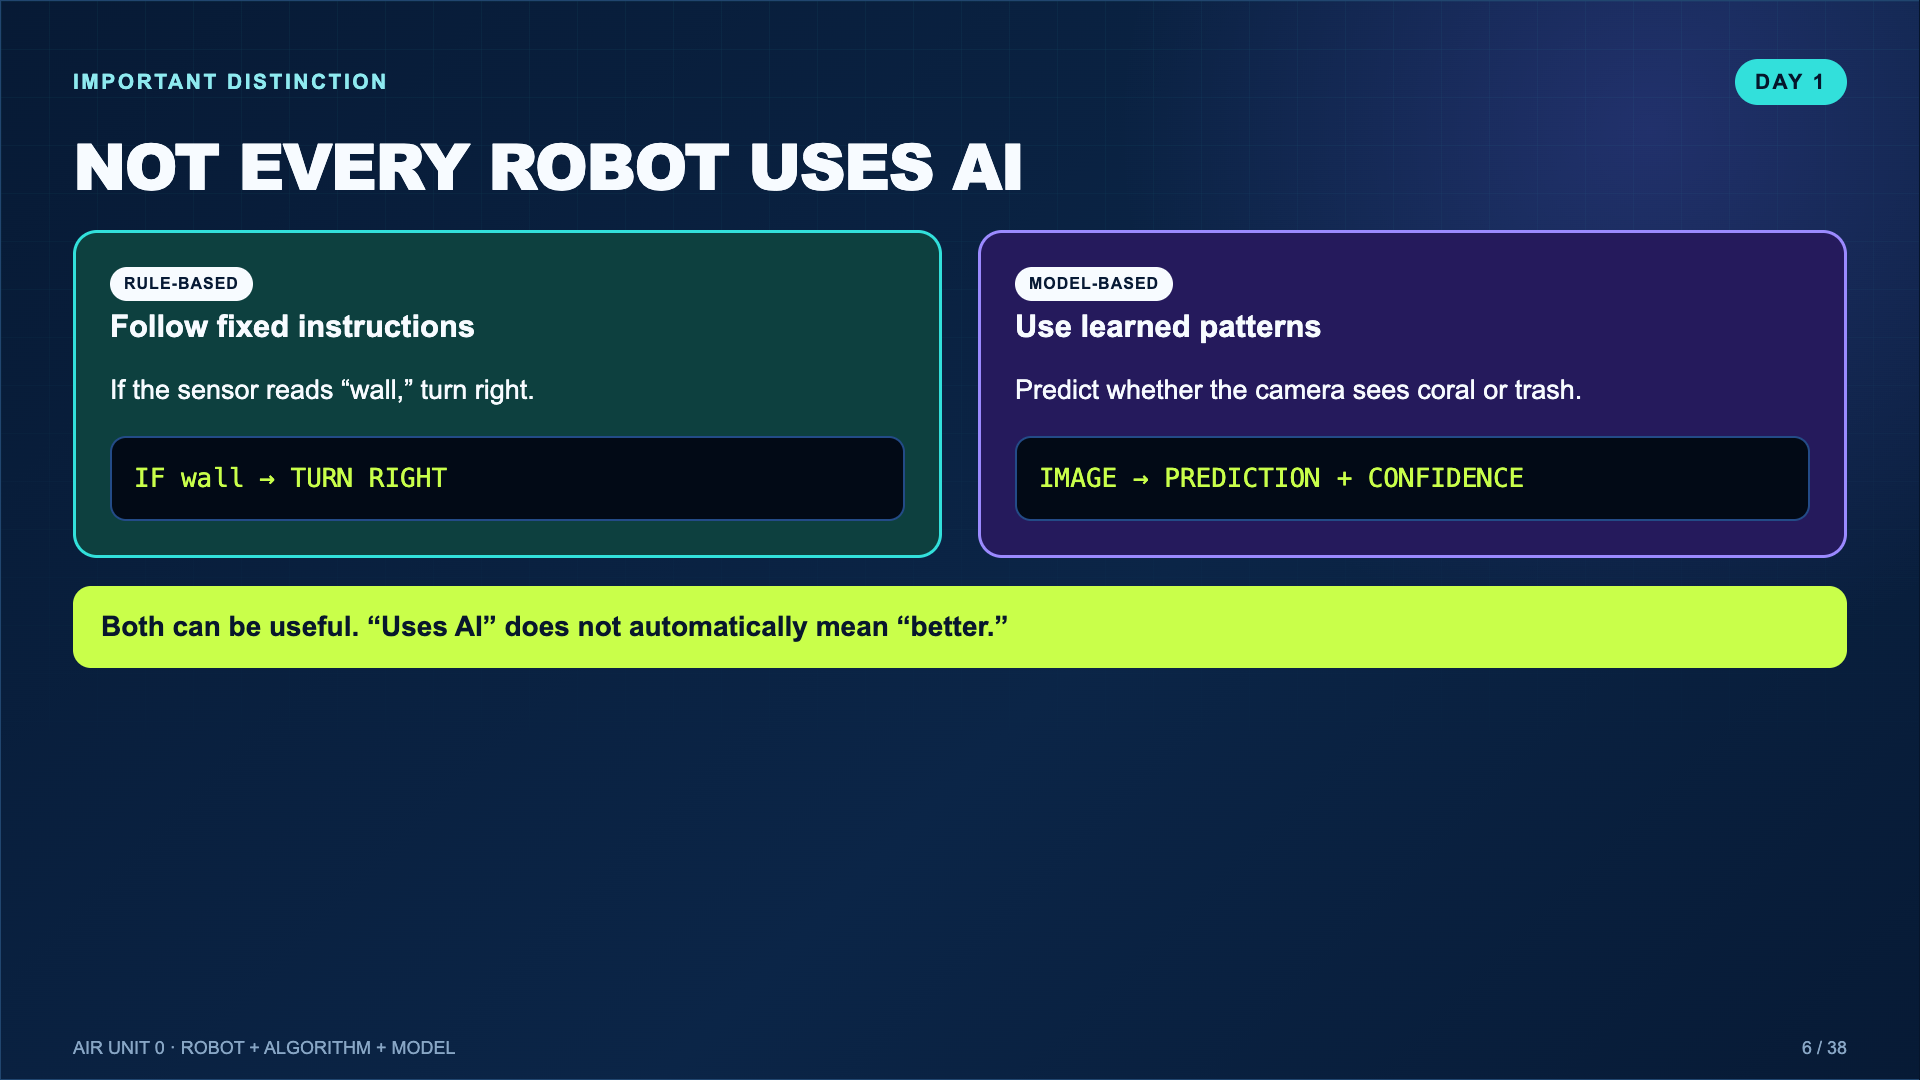 IMPORTANT DISTINCTION
DAY 1
NOT EVERY ROBOT USES AI
RULE-BASED
Follow fixed instructions
If the sensor reads “wall,” turn right.
IF wall → TURN RIGHT
MODEL-BASED
Use learned patterns
Predict whether the camera sees coral or trash.
IMAGE → PREDICTION + CONFIDENCE
Both can be useful. “Uses AI” does not automatically mean “better.”
AIR UNIT 0 · ROBOT + ALGORITHM + MODEL
6 / 38